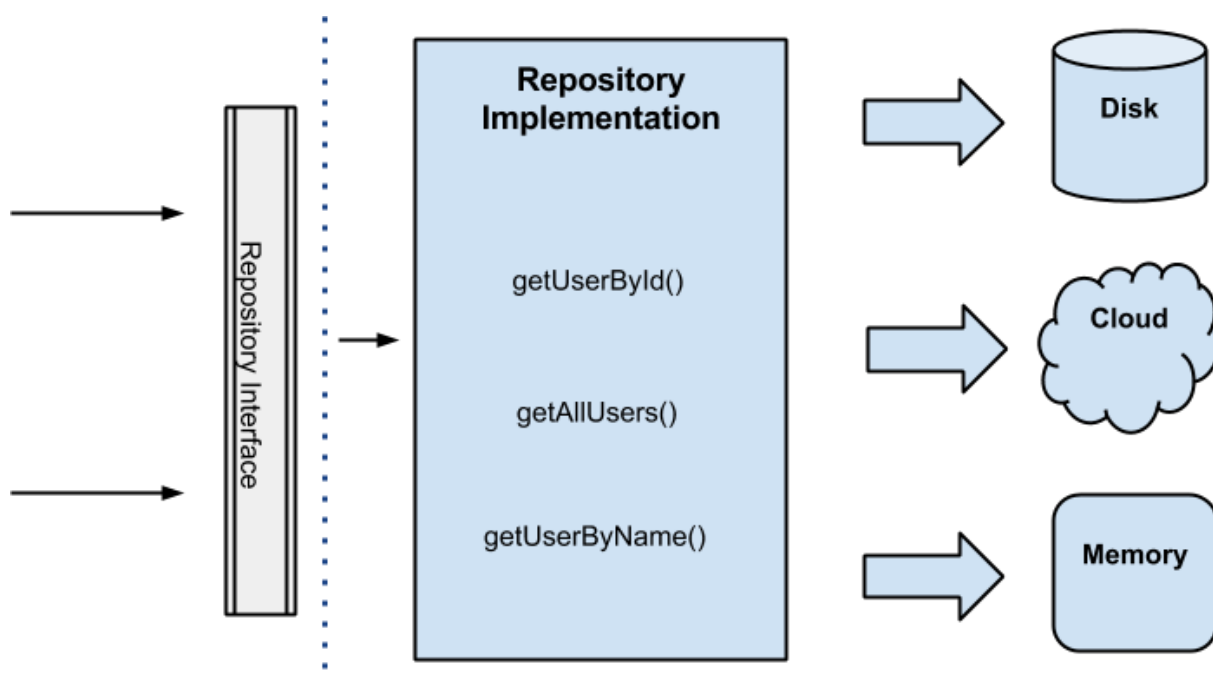 Repository Interface
Repository
Implementation
getUserById()
getAllUsers()
getUserByName()
Disk
Cloud
Memory